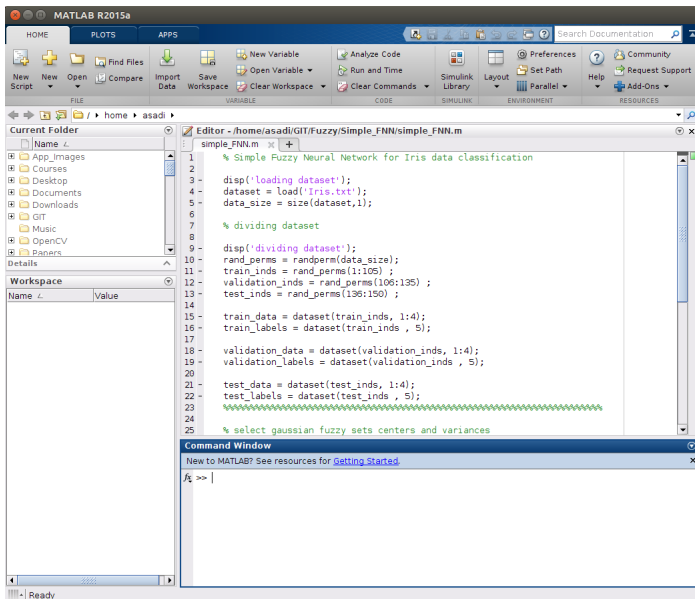 MATLAB R2015a
HOME PLOTS APPS Search Documentation
New Script
New
Open
Find Files
Compare
Import Data
Save Workspace
New Variable
Open Variable
Clear Workspace
Analyze Code
Run and Time
Clear Commands
Simulink Library
Layout
Preferences
Set Path
Parallel
Help
Community
Request Support
Add-Ons
FILE VARIABLE CODE SIMULINK ENVIRONMENT RESOURCES
/ home asadi
Current Folder
Name
App_Images
Courses
Desktop
Documents
Downloads
GIT
Music
OpenCV
Papers
Details
Workspace
Name Value
Editor - /home/asadi/GIT/Fuzzy/Simple_FNN/simple_FNN.m
simple_FNN.m × +
1 % Simple Fuzzy Neural Network for Iris data classification
2
3 - disp('loading dataset');
4 - dataset = load('Iris.txt');
5 - data_size = size(dataset,1);
6
7 % dividing dataset
8
9 - disp('dividing dataset');
10 - rand_perms = randperm(data_size);
11 - train_inds = rand_perms(1:105) ;
12 - validation_inds = rand_perms(106:135) ;
13 - test_inds = rand_perms(136:150) ;
14
15 - train_data = dataset(train_inds, 1:4);
16 - train_labels = dataset(train_inds , 5);
17
18 - validation_data = dataset(validation_inds, 1:4);
19 - validation_labels = dataset(validation_inds , 5);
20
21 - test_data = dataset(test_inds, 1:4);
22 - test_labels = dataset(test_inds , 5);
23 %%%%%%%%%%%%%%%%%%%%%%%%%%%%%%%%%%%%%%%%%%%%%%%%%%%%%%%%%%%%%%%%%%%%
24
25 % select gaussian fuzzy sets centers and variances
Command Window
New to MATLAB? See resources for Getting Started.
fx >>
Ready